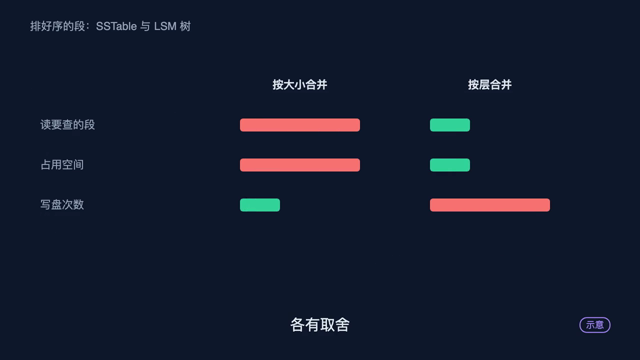 排好序的段：SSTable 与 LSM 树
按大小合并 按层合并
读要查的段
占用空间
写盘次数
各有取舍
示意